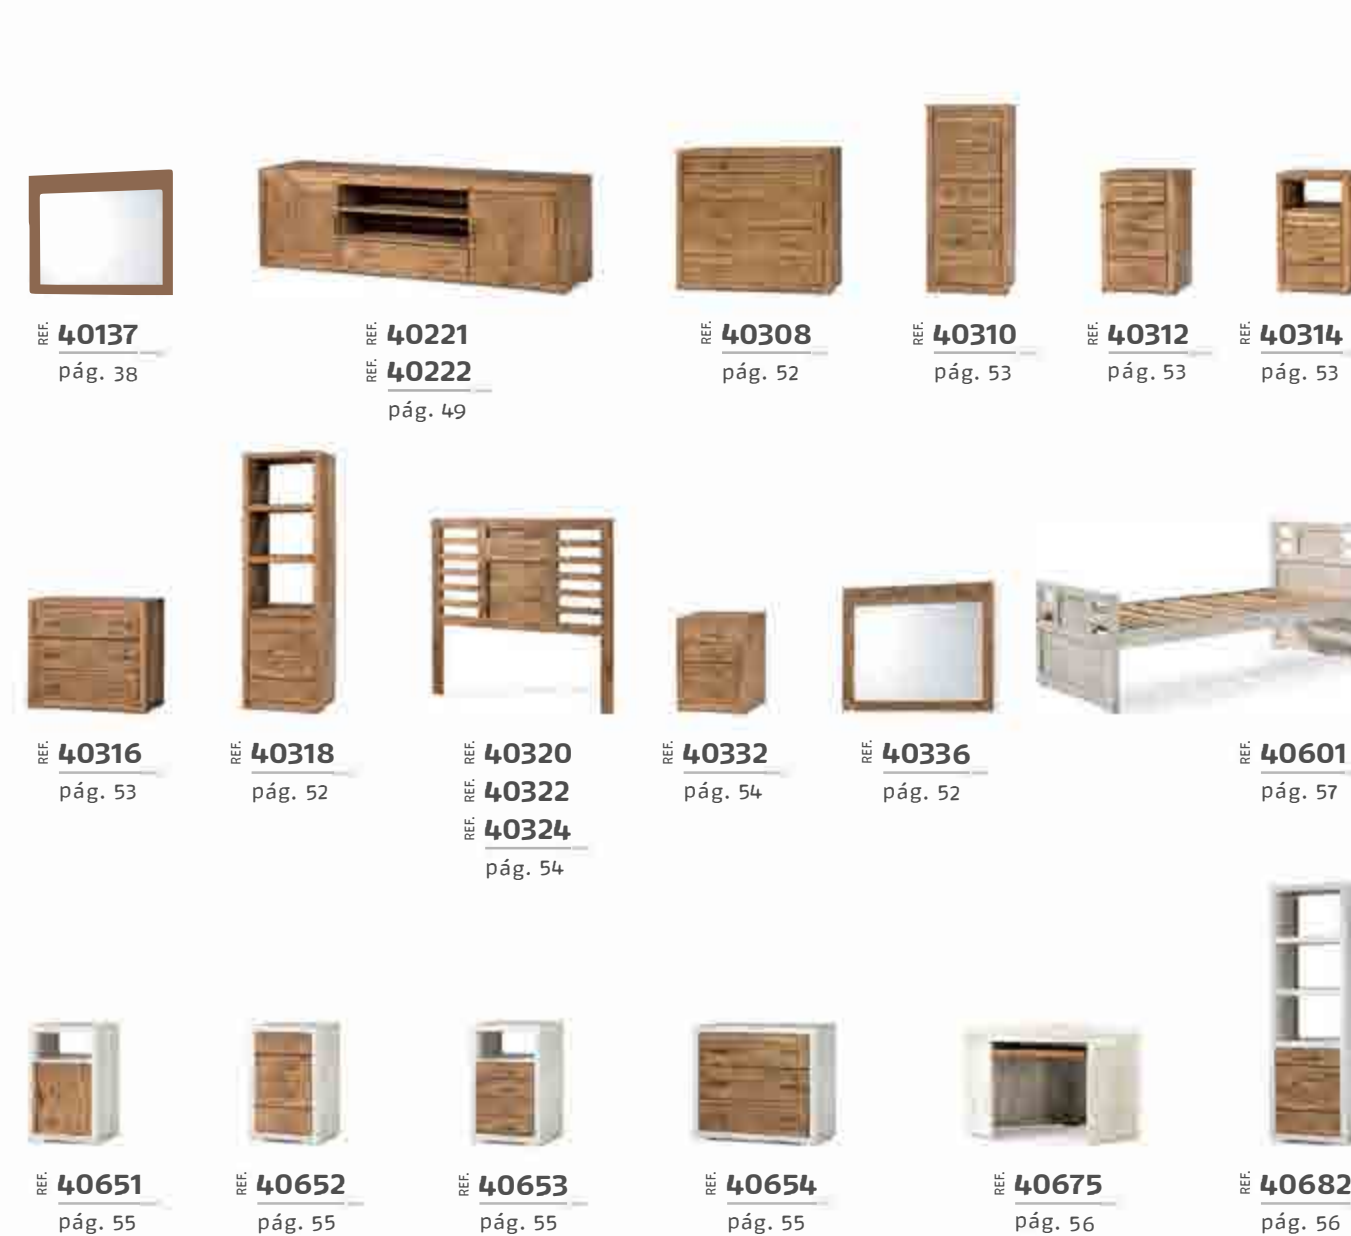 REF. 40137
pág. 38
REF. 40221
REF. 40222
pág. 49
REF. 40308
pág. 52
REF. 40310
pág. 53
REF. 40312
pág. 53
REF. 40314
pág. 53
REF. 40316
pág. 53
REF. 40318
pág. 52
REF. 40320
REF. 40322
REF. 40324
pág. 54
REF. 40332
pág. 54
REF. 40336
pág. 52
REF. 40601
pág. 57
REF. 40651
pág. 55
REF. 40652
pág. 55
REF. 40653
pág. 55
REF. 40654
pág. 55
REF. 40675
pág. 56
REF. 40682
pág. 56